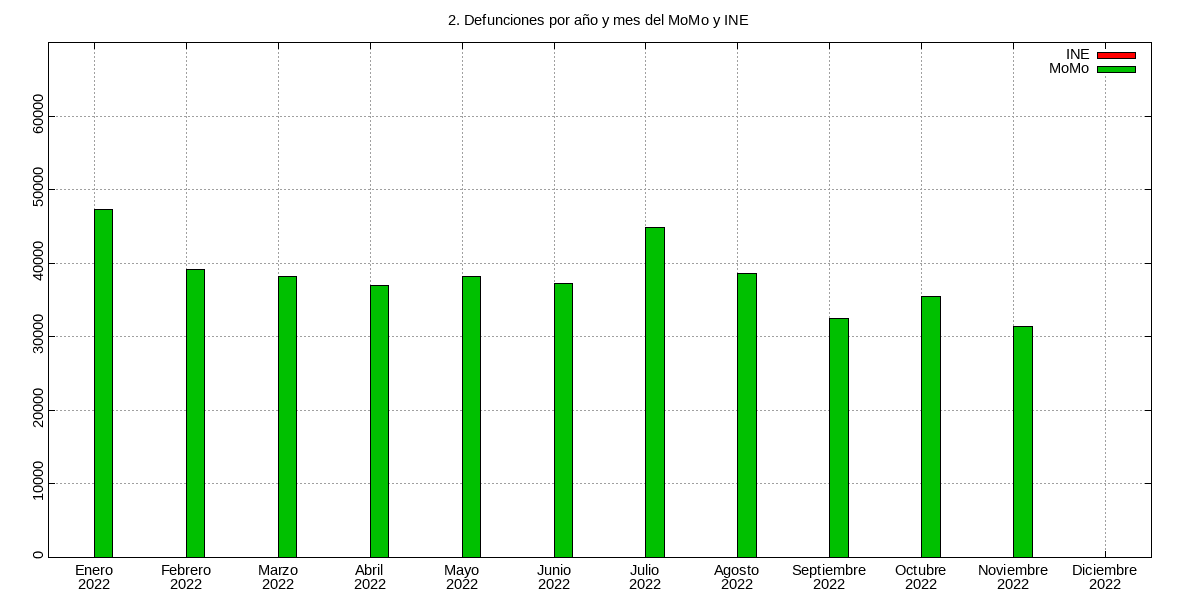 2. Defunciones por año y mes del MoMo y INE
INE
MoMo
60000
50000
40000
30000
20000
10000
0
Enero Febrero Marzo Abril Mayo Junio Julio Agosto Septiembre Octubre Noviembre Diciembre
2022 2022 2022 2022 2022 2022 2022 2022 2022 2022 2022 2022